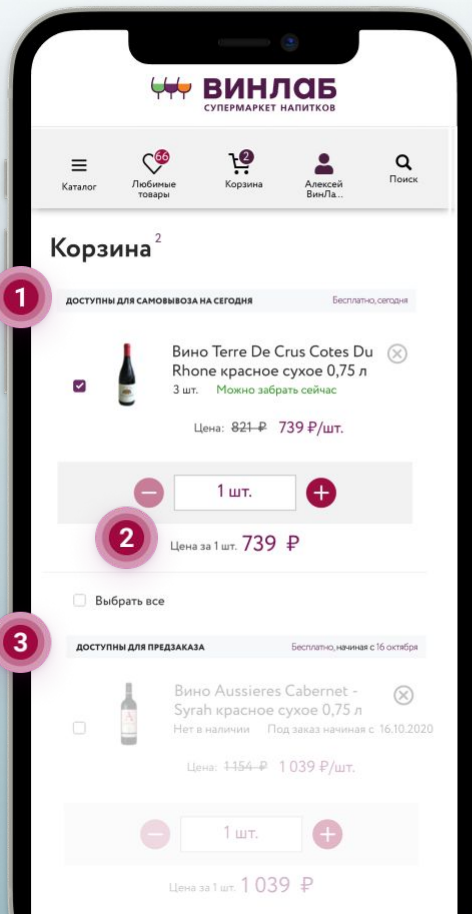 ВИНЛАБ
СУПЕРМАРКЕТ НАПИТКОВ
66
2
Каталог
Любимые товары
Корзина
Алексей ВинЛа...
Поиск
Корзина 2
1
ДОСТУПНЫ ДЛЯ САМОВЫВОЗА НА СЕГОДНЯ Бесплатно, сегодня
Вино Terre De Crus Cotes Du
Rhone красное сухое 0,75 л
3 шт. Можно забрать сейчас
Цена: 821 ₽ 739 ₽/шт.
1 шт.
2
Цена за 1 шт. 739 ₽
Выбрать все
3
ДОСТУПНЫ ДЛЯ ПРЕДЗАКАЗА Бесплатно, начиная с 16 октября
Вино Aussieres Cabernet -
Syrah красное сухое 0,75 л
Нет в наличии Под заказ начиная с 16.10.2020
Цена: 1 154 ₽ 1 039 ₽/шт.
1 шт.
Цена за 1 шт. 1 039 ₽